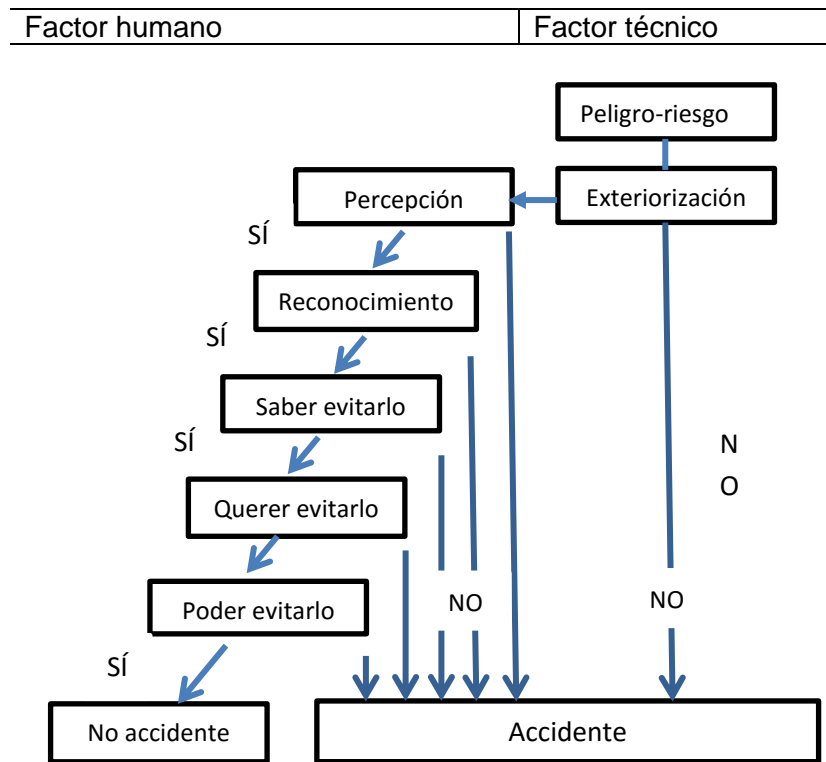 Factor humano
Factor técnico
Peligro-riesgo
Percepción
Exteriorización
SÍ
Reconocimiento
SÍ
Saber evitarlo
SÍ
N
O
Querer evitarlo
Poder evitarlo
NO
NO
SÍ
No accidente
Accidente